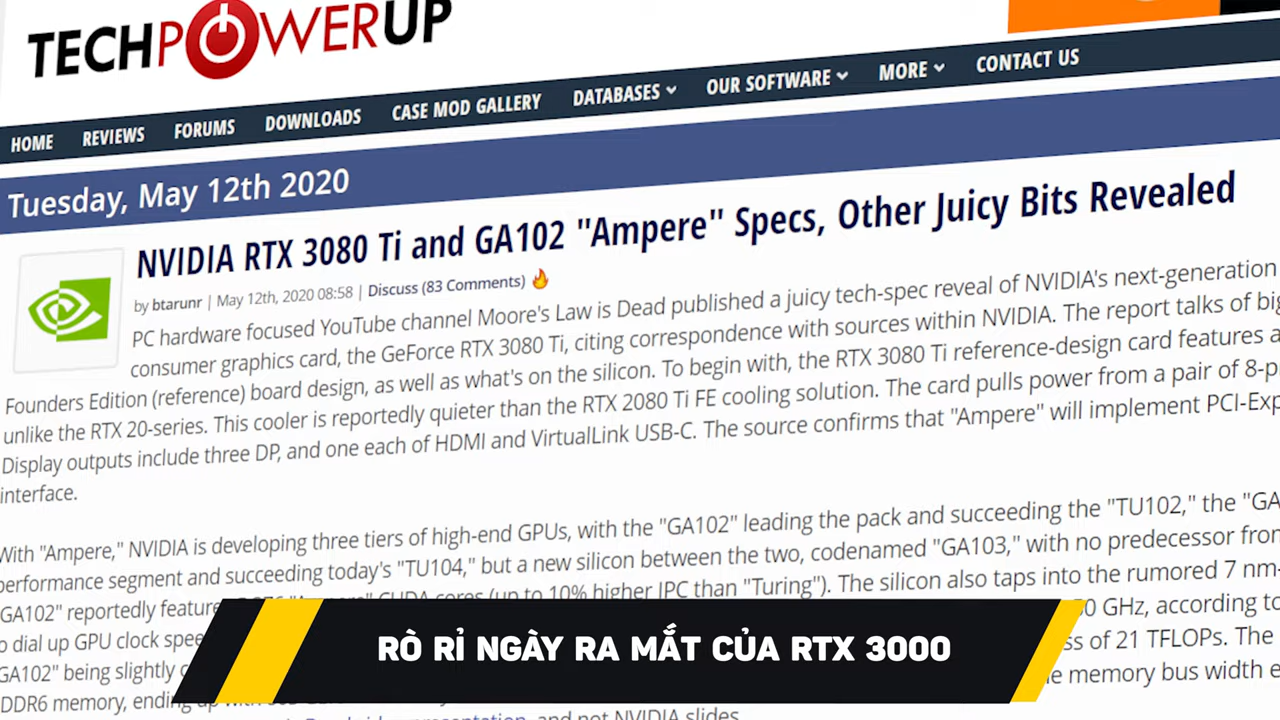 TECHPOWERUP
HOME REVIEWS FORUMS DOWNLOADS CASE MOD GALLERY DATABASES OUR SOFTWARE MORE CONTACT US
Tuesday, May 12th 2020
NVIDIA RTX 3080 Ti and GA102 "Ampere" Specs, Other Juicy Bits Revealed
by btarunr | May 12th, 2020 08:58 | Discuss (83 Comments)
PC hardware focused YouTube channel Moore's Law is Dead published a juicy tech-spec reveal of NVIDIA's next-generation
consumer graphics card, the GeForce RTX 3080 Ti, citing correspondence with sources within NVIDIA. The report talks of
Founders Edition (reference) board design, as well as what's on the silicon. To begin with, the RTX 3080 Ti reference-design card features
unlike the RTX 20-series. This cooler is reportedly quieter than the RTX 2080 Ti FE cooling solution. The card pulls power from a pair of
Display outputs include three DP, and one each of HDMI and VirtualLink USB-C. The source confirms that "Ampere" will implement
interface.
With "Ampere," NVIDIA is developing three tiers of high-end GPUs, with the "GA102" leading the pack and succeeding the "TU102," the
performance segment and succeeding today's "TU104," but a new silicon between the two, codenamed "GA103," with no predecessor
GA102" reportedly CUDA cores (up to 10% higher IPC than "Turing"). The silicon also taps into the rumored 7
to dial up GPU clock GHz, according to
GA102" being slightly of 21 TFLOPs. The
memory, memory bus width
and not NVIDIA slides.
RÒ RỈ NGÀY RA MẮT CỦA RTX 3000